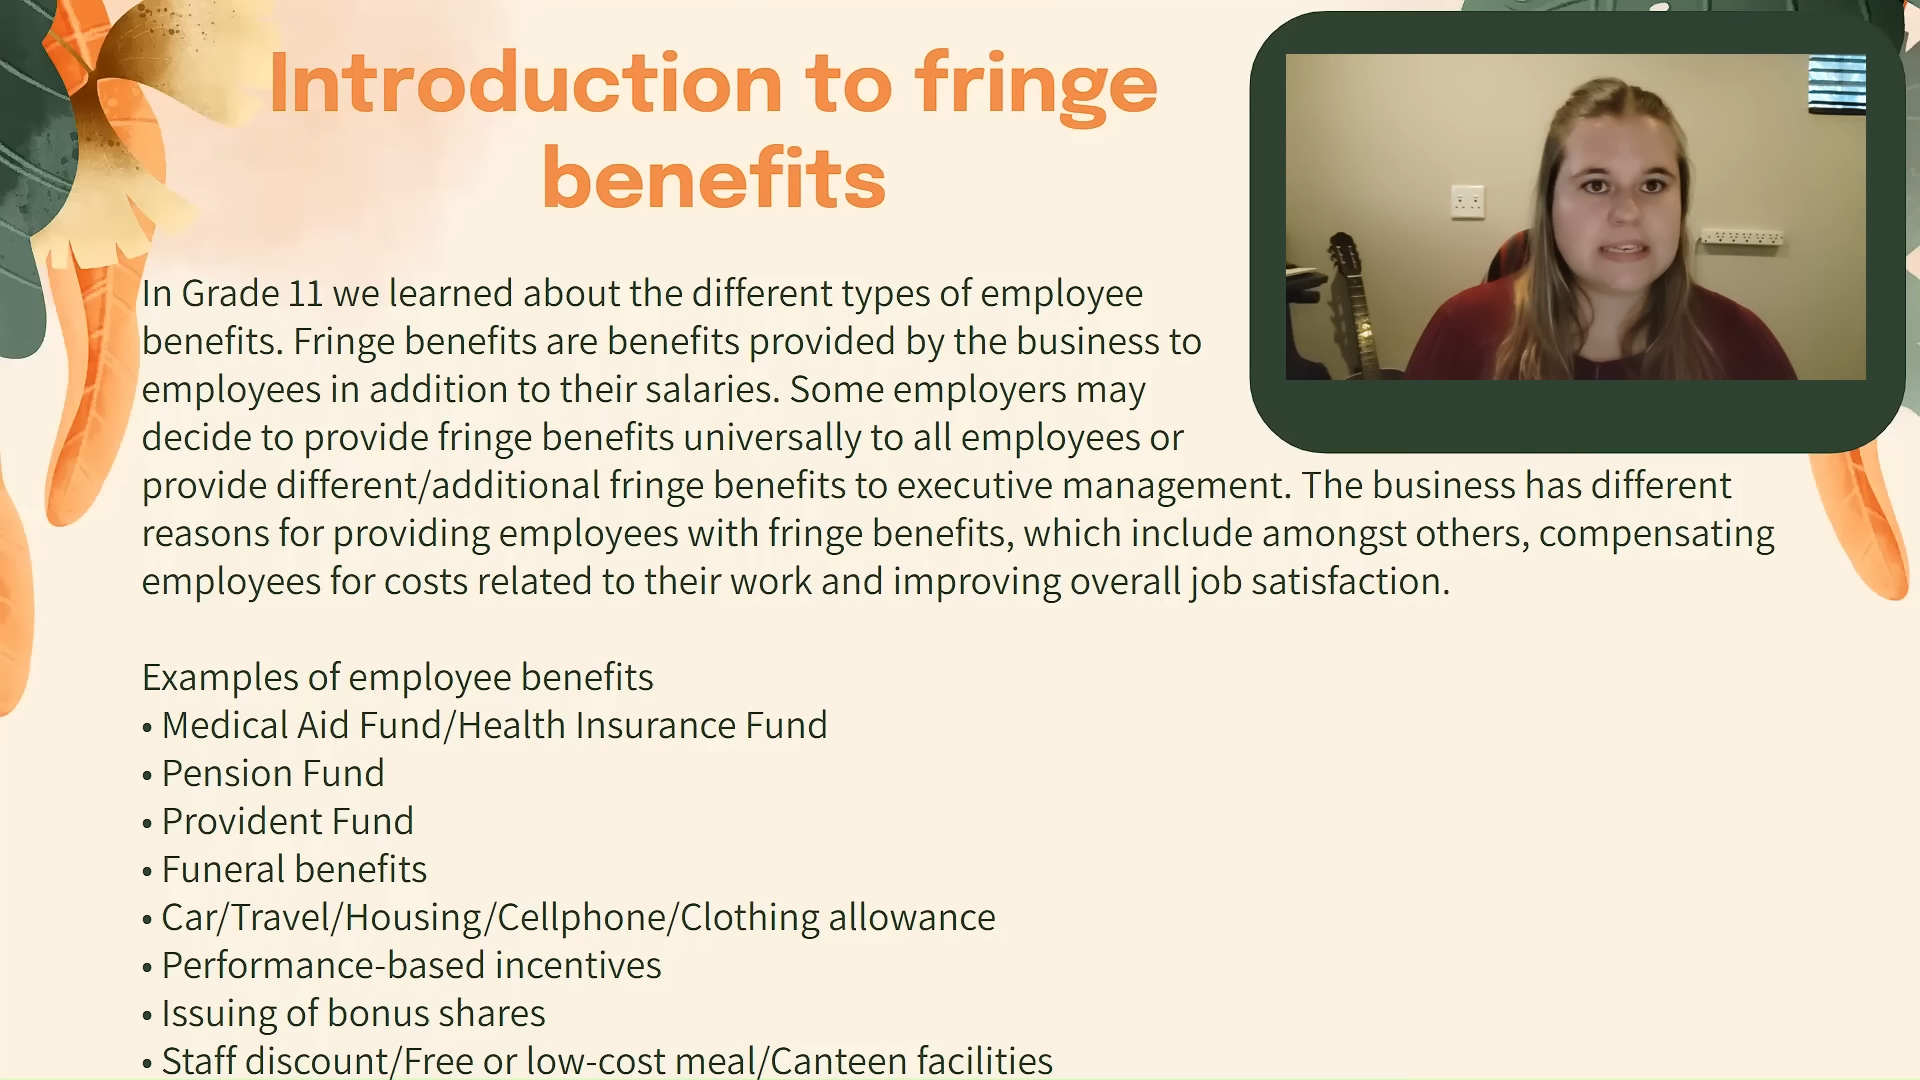 Introduction to fringe
benefits
In Grade 11 we learned about the different types of employee
benefits. Fringe benefits are benefits provided by the business to
employees in addition to their salaries. Some employers may
decide to provide fringe benefits universally to all employees or
provide different/additional fringe benefits to executive management. The business has different
reasons for providing employees with fringe benefits, which include amongst others, compensating
employees for costs related to their work and improving overall job satisfaction.
Examples of employee benefits
• Medical Aid Fund/Health Insurance Fund
• Pension Fund
• Provident Fund
• Funeral benefits
• Car/Travel/Housing/Cellphone/Clothing allowance
• Performance-based incentives
• Issuing of bonus shares
• Staff discount/Free or low-cost meal/Canteen facilities